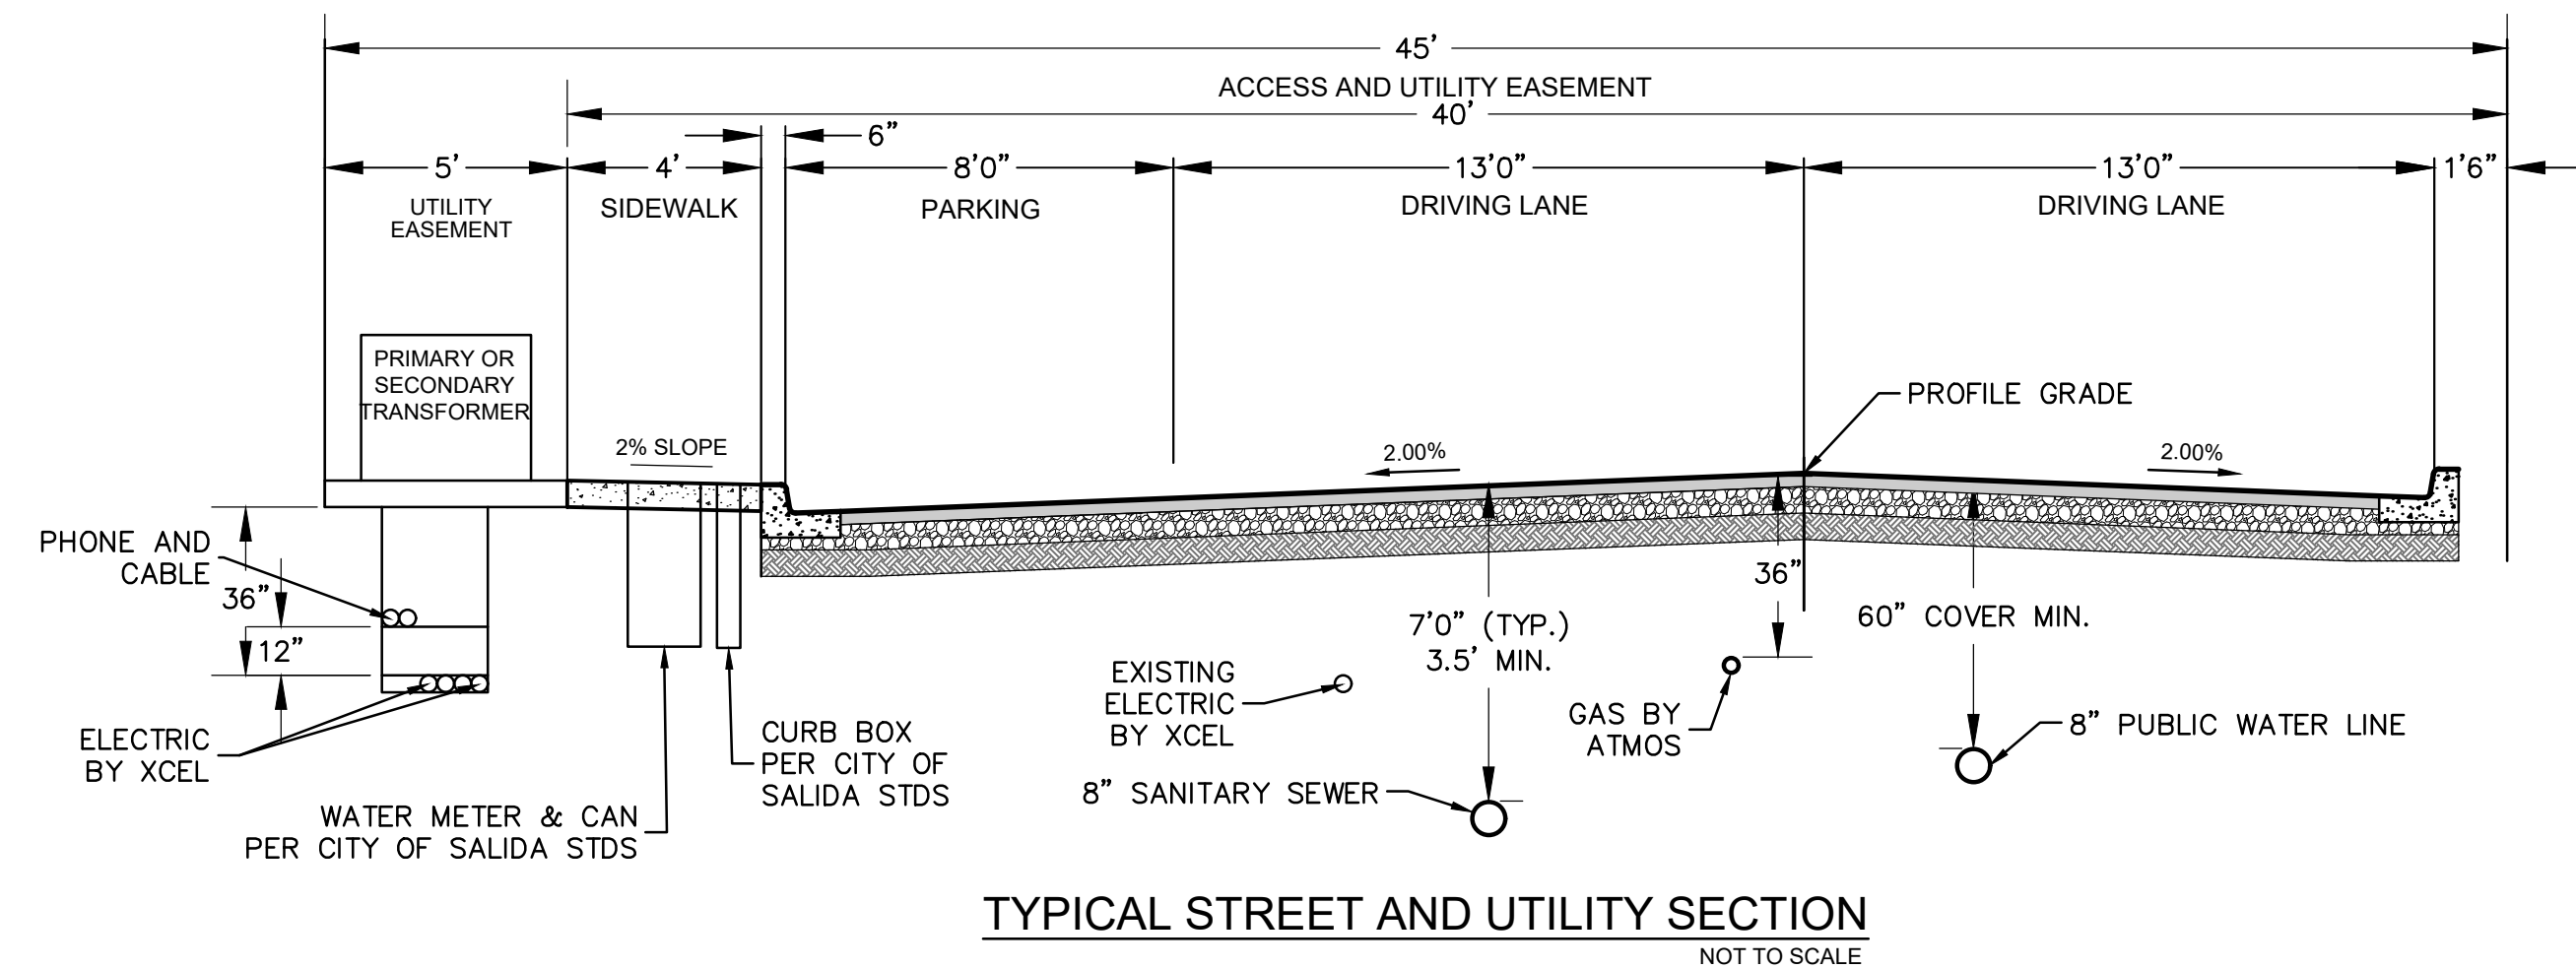 45'
ACCESS AND UTILITY EASEMENT
40'
6"
5'
4'
8'0"
13'0"
13'0"
1'6"
UTILITY
EASEMENT
SIDEWALK
PARKING
DRIVING LANE
DRIVING LANE
PRIMARY OR
SECONDARY
TRANSFORMER
PROFILE GRADE
2% SLOPE
2.00%
2.00%
PHONE AND
CABLE
36"
12"
ELECTRIC
BY XCEL
WATER METER & CAN
PER CITY OF SALIDA STDS
CURB BOX
PER CITY OF
SALIDA STDS
EXISTING
ELECTRIC
BY XCEL
8" SANITARY SEWER
7'0" (TYP.)
3.5' MIN.
36"
GAS BY
ATMOS
60" COVER MIN.
8" PUBLIC WATER LINE
TYPICAL STREET AND UTILITY SECTION
NOT TO SCALE